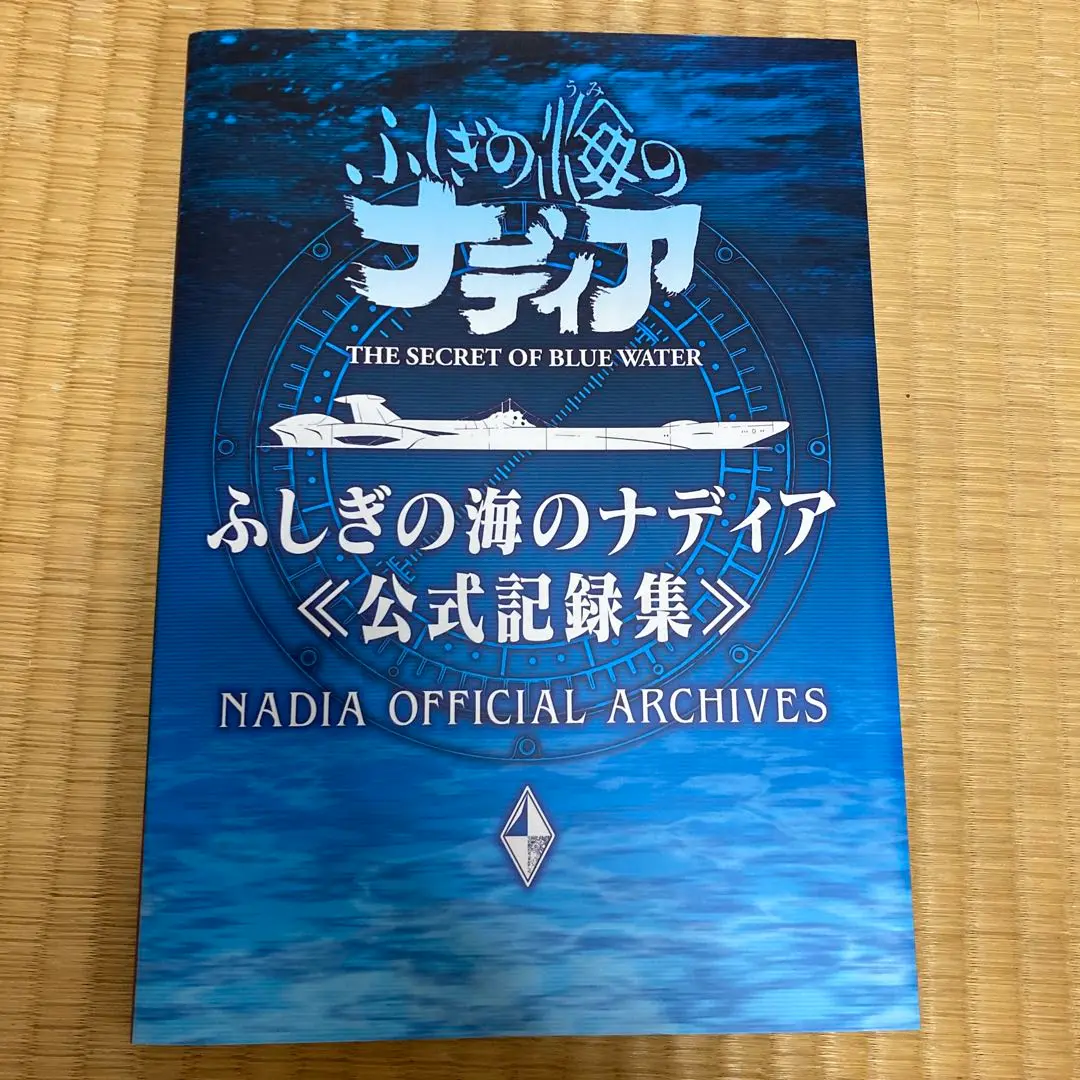 うみ
ふしぎの海の
ナディア
THE SECRET OF BLUE WATER
ふしぎの海のナディア
《公式記録集》
NADIA OFFICIAL ARCHIVES